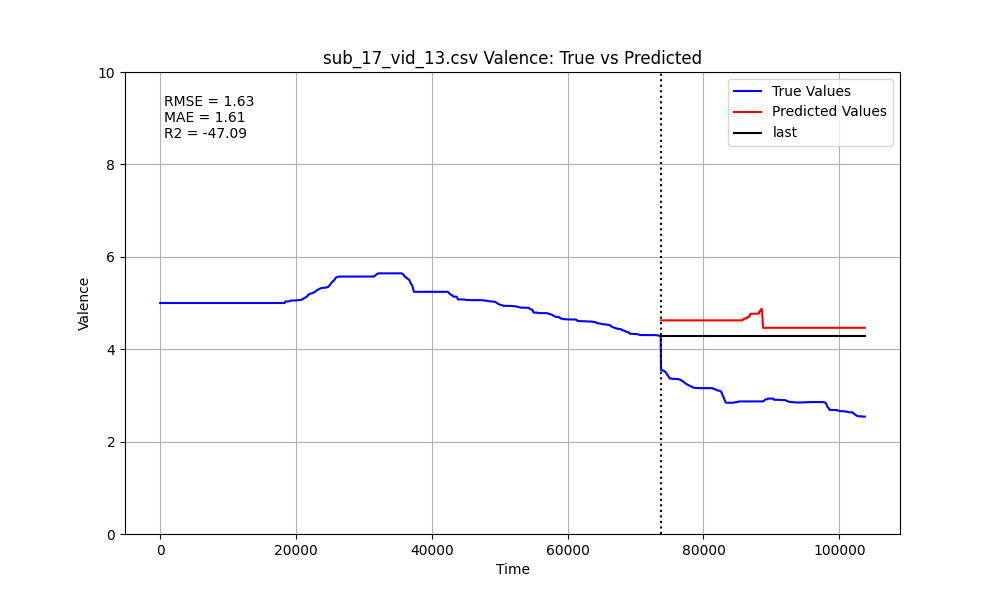 sub_17_vid_13.csv Valence: True vs Predicted
10
8
6
4
2
0
Valence
RMSE = 1.63
MAE = 1.61
R2 = -47.09
True Values
Predicted Values
last
0
20000
40000
60000
80000
100000
Time